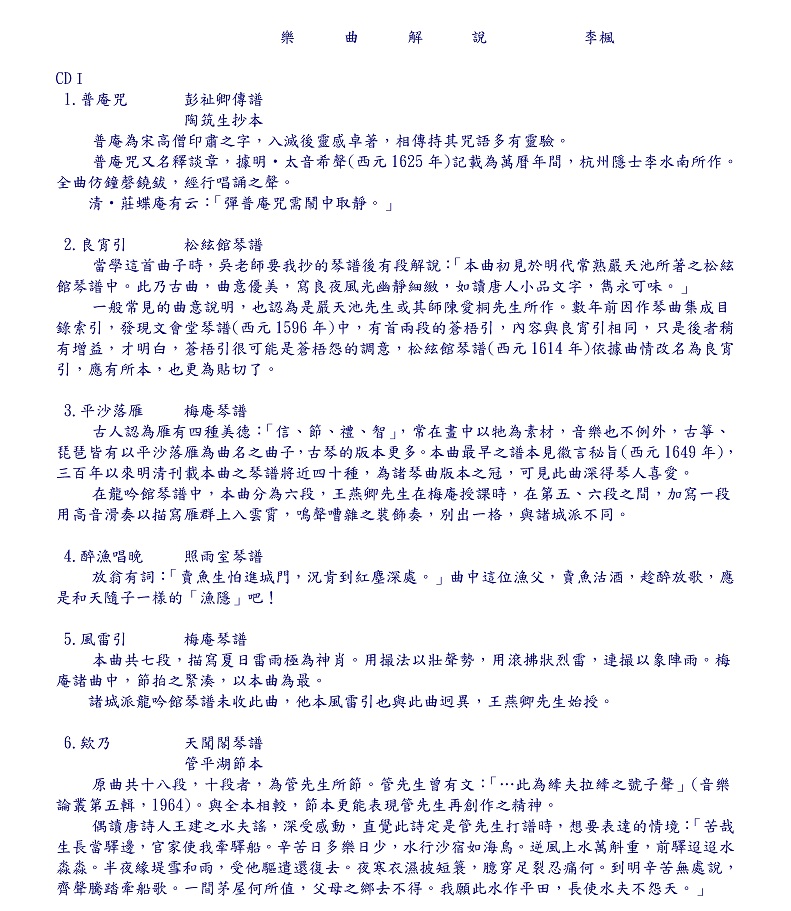 樂曲解說 李楓
CD I
1.普庵咒 彭祉卿傳譜
陶筑生抄本
普庵為宋高僧印肅之字，入滅後靈感卓著，相傳持其咒語多有靈驗。
普庵咒又名釋談章，據明・太音希聲(西元1625年)記載為萬曆年間，杭州隱士李水南所作。
全曲仿鐘磬鐃鈸，經行唱誦之聲。
清・莊蝶庵有云：「彈普庵咒需鬧中取靜。」
2.良宵引 松絃館琴譜
當學這首曲子時，吳老師要我抄的琴譜後有段解說：「本曲初見於明代常熟嚴天池所著之松絃
館琴譜中。此乃古曲，曲意優美，寫良夜風光幽靜細緻，如讀唐人小品文字，雋永可味。」
一般常見的曲意說明，也認為是嚴天池先生或其師陳愛桐先生所作。數年前因作琴曲集成目
錄索引，發現文會堂琴譜(西元1596年)中，有首兩段的蒼梧引，內容與良宵引相同，只是後者稍
有增益，才明白，蒼梧引很可能是蒼梧怨的調意，松絃館琴譜(西元1614年)依據曲情改名為良宵
引，應有所本，也更為貼切了。
3.平沙落雁 梅庵琴譜
古人認為雁有四種美德：「信、節、禮、智」，常在畫中以牠為素材，音樂也不例外，古箏、
琵琶皆有以平沙落雁為曲名之曲子，古琴的版本更多。本曲最早之譜本見徽言秘旨(西元1649年)，
三百年以來明清刊載本曲之琴譜將近四十種，為諸琴曲版本之冠，可見此曲深得琴人喜愛。
在龍吟館琴譜中，本曲分為六段，王燕卿先生在梅庵授課時，在第五、六段之間，加寫一段
用高音滑奏以描寫雁群上入雲霄，鳴聲嘈雜之裝飾奏，別出一格，與諸城派不同。
4.醉漁唱晚 照雨室琴譜
放翁有詞：「賣魚生怕進城門，況肯到紅塵深處。」曲中這位漁父，賣魚沽酒，趁醉放歌，應
是和天隨子一樣的「漁隱」吧！
5.風雷引 梅庵琴譜
本曲共七段，描寫夏日雷雨極為神肖。用撮法以壯聲勢，用滾拂狀烈雷，連撮以象陣雨。梅
庵諸曲中，節拍之緊湊，以本曲為最。
諸城派龍吟館琴譜未收此曲，他本風雷引也與此曲迥異，王燕卿先生始授。
6.欸乃 天聞閣琴譜
管平湖節本
原曲共十八段，十段者，為管先生所節。管先生曾有文：「…此為絳夫拉絳之號子聲」(音樂
論叢第五輯，1964)。與全本相較，節本更能表現管先生再創作之精神。
偶讀唐詩人王建之水夫謠，深受感動，直覺此詩定是管先生打譜時，想要表達的情境：「苦哉
生長當驛邊，官家使我牽驛船。辛苦日多樂日少，水行沙宿如海鳥。逆風上水萬斛重，前驛迢迢水
淼淼。半夜緣堤雪和雨，受他驅遣還復去。夜寒衣濕披短簑，臆穿足裂忍痛何。到明辛苦無處說，
齊聲騰踏牽船歌。一間茅屋何所值，父母之鄉去不得。我願此水作平田，長使水夫不怨天。」